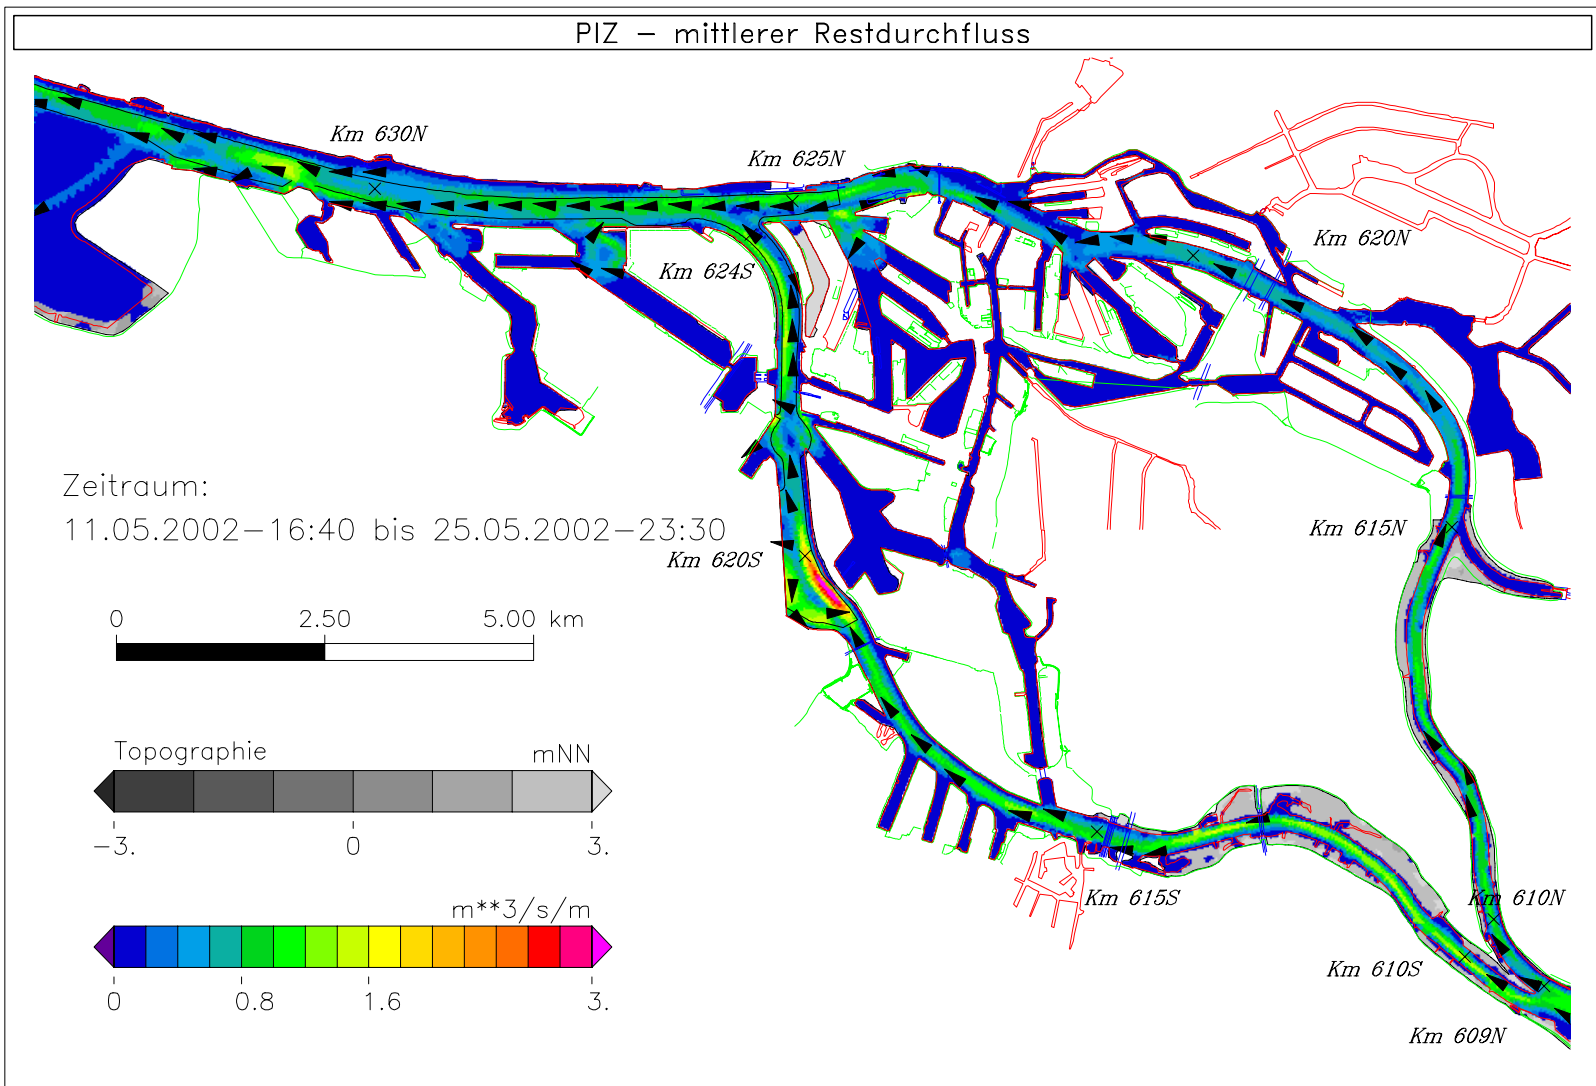 PIZ - mittlerer Restdurchfluss
Km 630N
Km 625N
Km 620N
Km 624S
Zeitraum:
11.05.2002-16:40 bis 25.05.2002-23:30
Km 615N
Km 620S
0 2.50 5.00 km
Topographie mNN
-3. 0 3.
Km 615S
Km 610N
m**3/s/m
Km 610S
0 0.8 1.6 3.
Km 609N